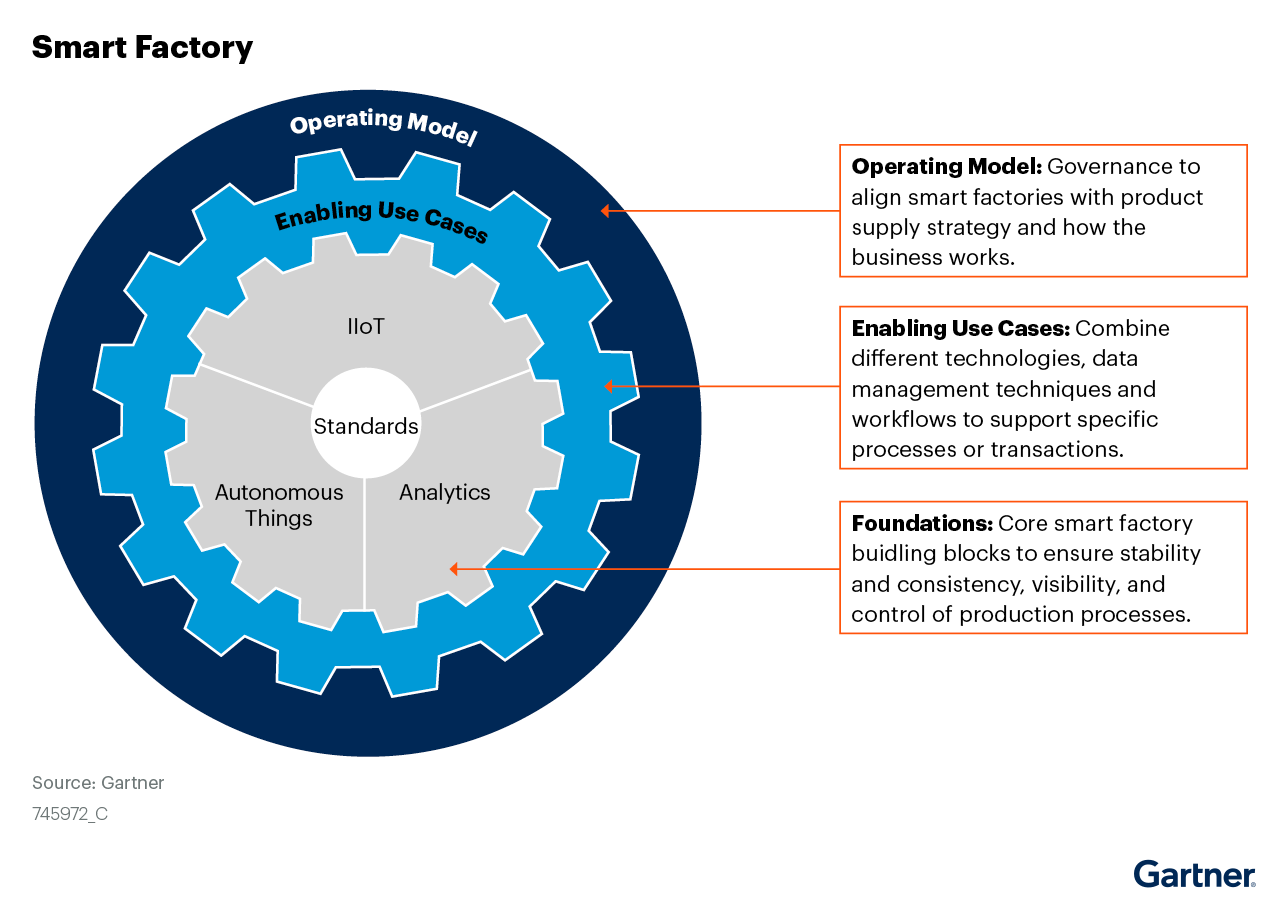 Smart Factory
Operating Model
Enabling Use Cases
IIoT
Standards
Autonomous
Things
Analytics
Operating Model: Governance to
align smart factories with product
supply strategy and how the
business works.
Enabling Use Cases: Combine
different technologies, data
management techniques and
workflows to support specific
processes or transactions.
Foundations: Core smart factory
buidling blocks to ensure stability
and consistency, visibility, and
control of production processes.
Source: Gartner
745972_C
Gartner®